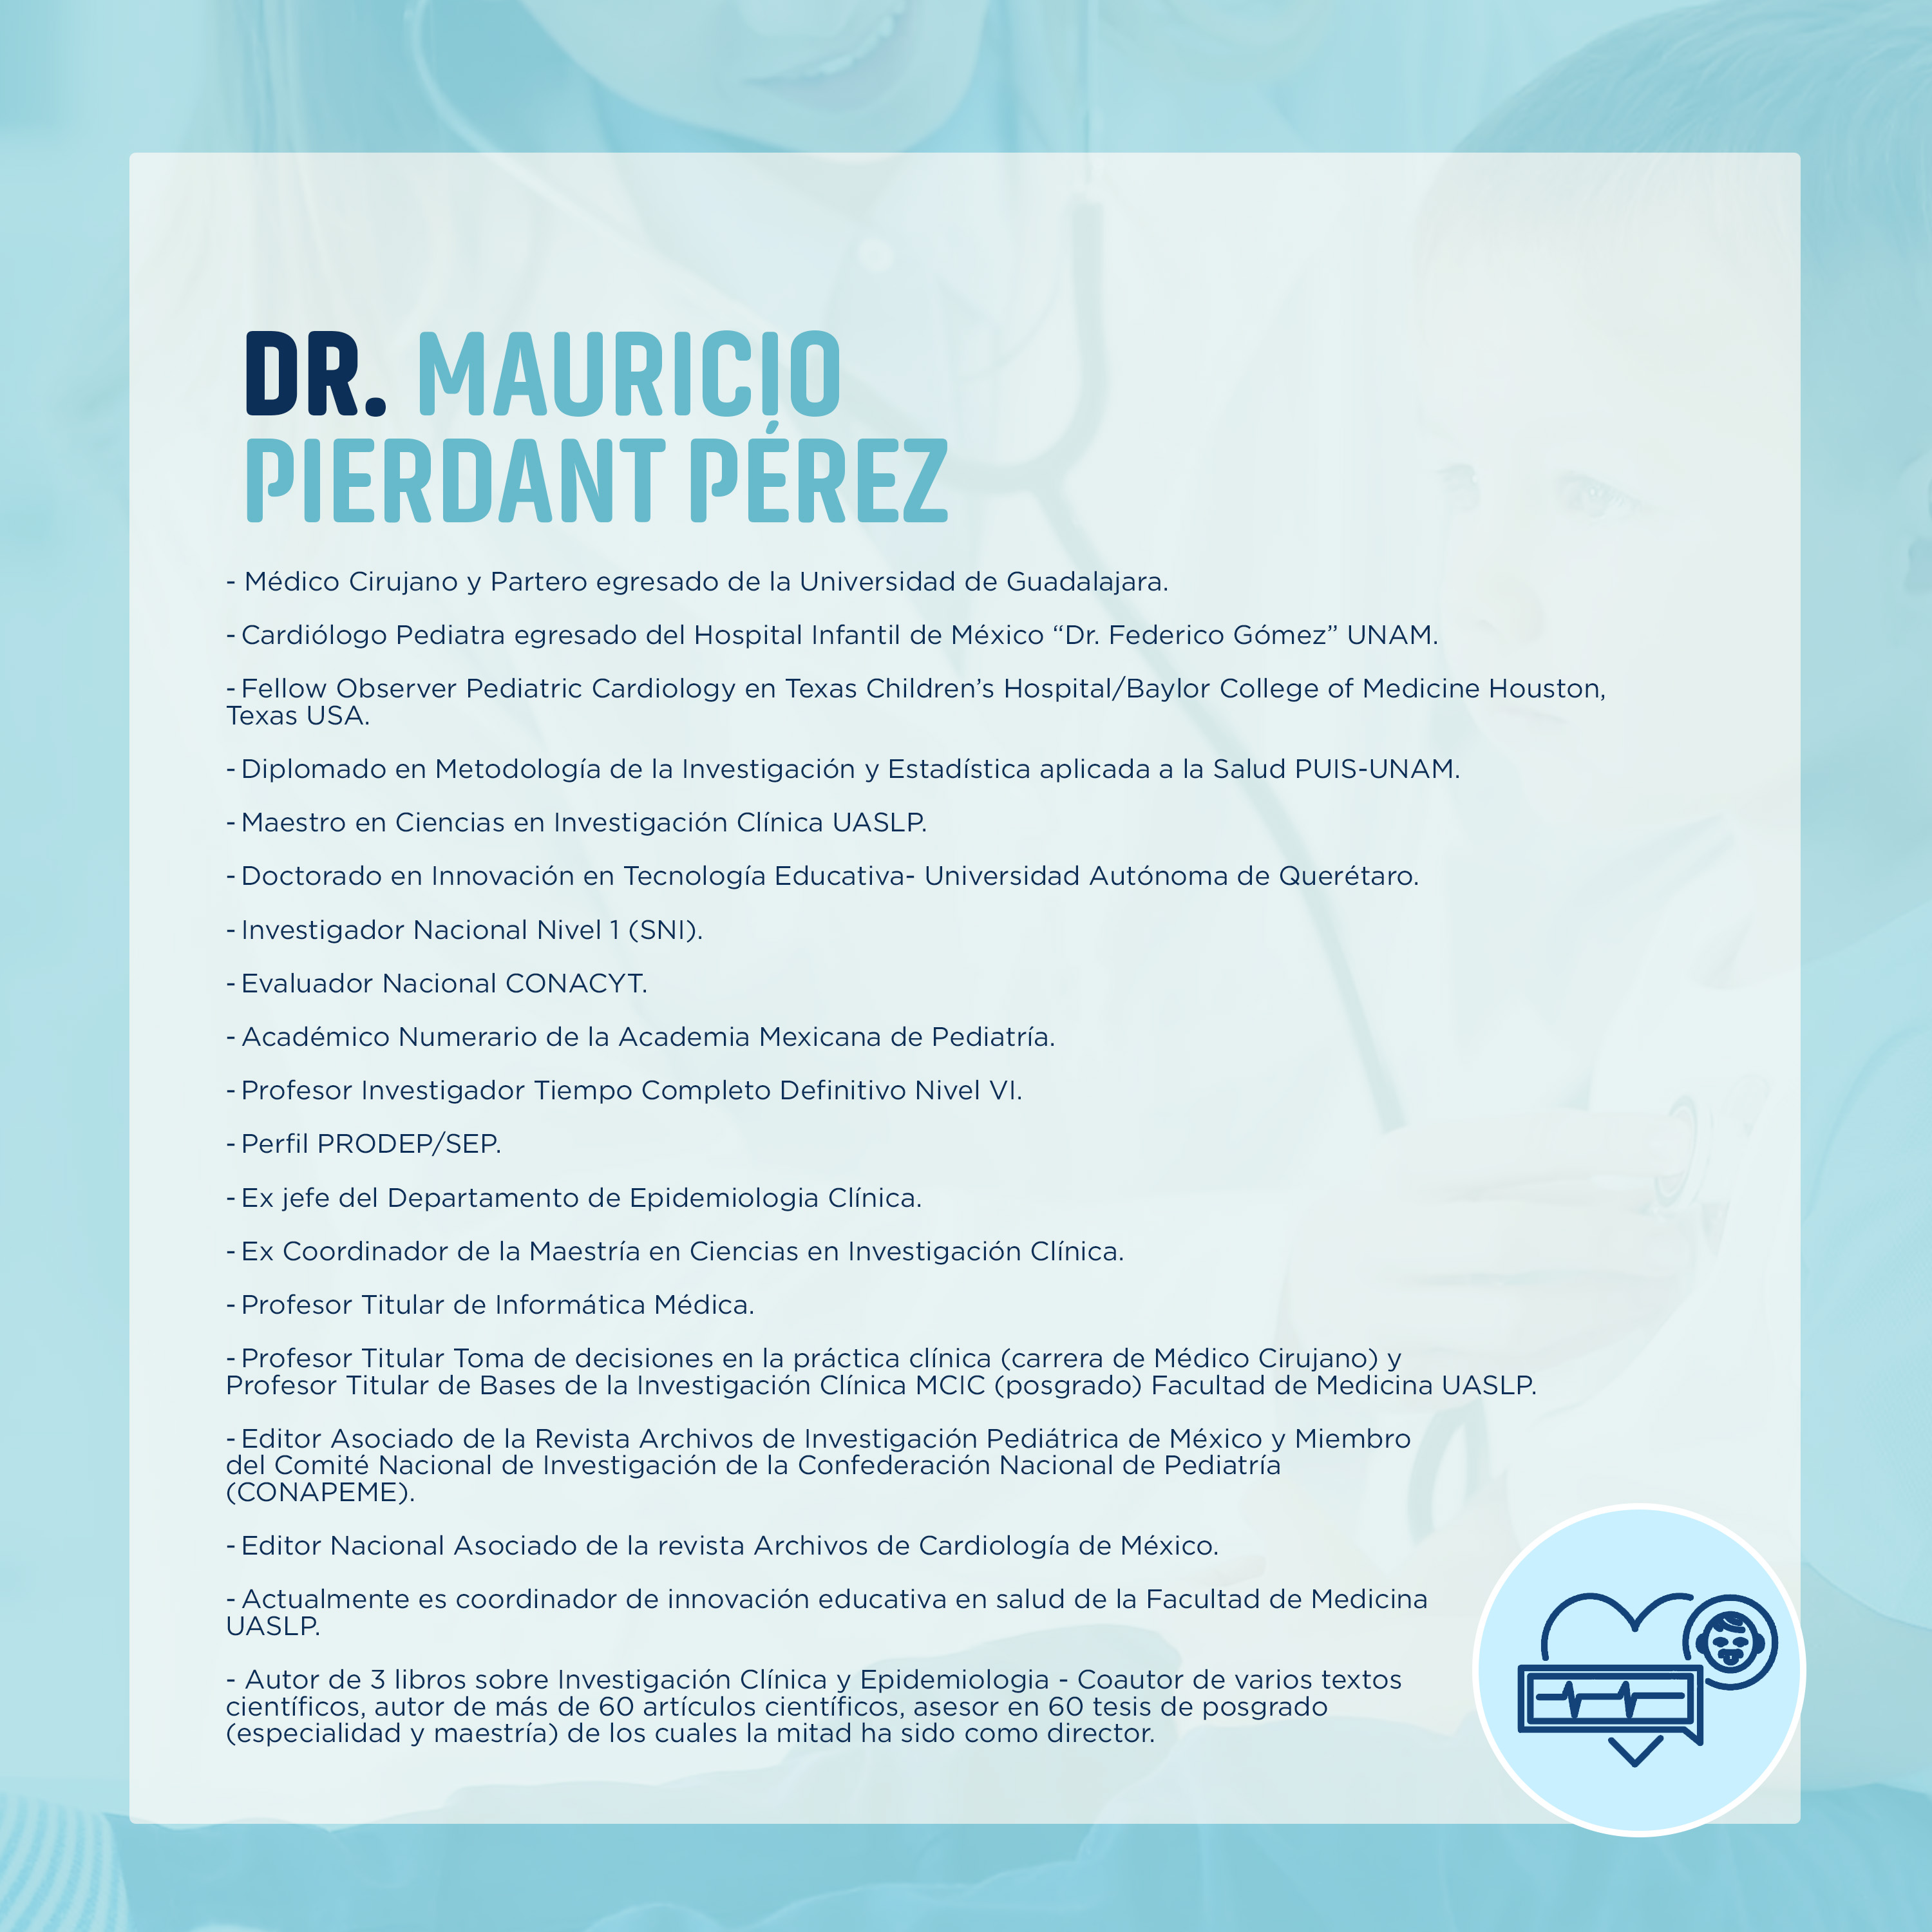 DR. MAURICIO
PIERDANT PÉREZ
- Médico Cirujano y Partero egresado de la Universidad de Guadalajara.
- Cardiólogo Pediatra egresado del Hospital Infantil de México “Dr. Federico Gómez” UNAM.
- Fellow Observer Pediatric Cardiology en Texas Children’s Hospital/Baylor College of Medicine Houston,
Texas USA.
- Diplomado en Metodología de la Investigación y Estadística aplicada a la Salud PUIS-UNAM.
- Maestro en Ciencias en Investigación Clínica UASLP.
- Doctorado en Innovación en Tecnología Educativa- Universidad Autónoma de Querétaro.
- Investigador Nacional Nivel 1 (SNI).
- Evaluador Nacional CONACYT.
- Académico Numerario de la Academia Mexicana de Pediatría.
- Profesor Investigador Tiempo Completo Definitivo Nivel VI.
- Perfil PRODEP/SEP.
- Ex jefe del Departamento de Epidemiologia Clínica.
- Ex Coordinador de la Maestría en Ciencias en Investigación Clínica.
- Profesor Titular de Informática Médica.
- Profesor Titular Toma de decisiones en la práctica clínica (carrera de Médico Cirujano) y
Profesor Titular de Bases de la Investigación Clínica MCIC (posgrado) Facultad de Medicina UASLP.
- Editor Asociado de la Revista Archivos de Investigación Pediátrica de México y Miembro
del Comité Nacional de Investigación de la Confederación Nacional de Pediatría
(CONAPEME).
- Editor Nacional Asociado de la revista Archivos de Cardiología de México.
- Actualmente es coordinador de innovación educativa en salud de la Facultad de Medicina
UASLP.
- Autor de 3 libros sobre Investigación Clínica y Epidemiologia - Coautor de varios textos
científicos, autor de más de 60 artículos científicos, asesor en 60 tesis de posgrado
(especialidad y maestría) de los cuales la mitad ha sido como director.